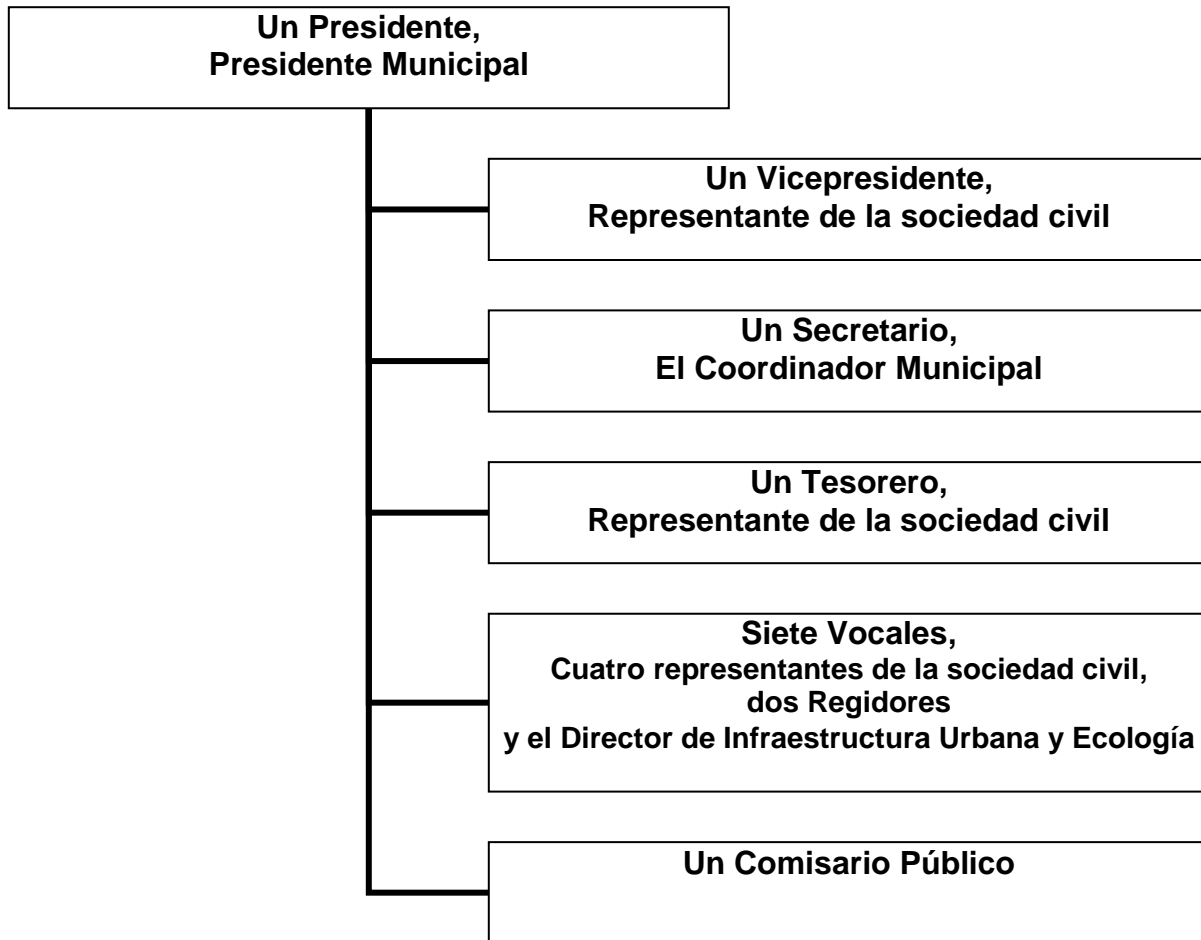 Un Presidente,
Presidente Municipal
Un Vicepresidente,
Representante de la sociedad civil
Un Secretario,
El Coordinador Municipal
Un Tesorero,
Representante de la sociedad civil
Siete Vocales,
Cuatro representantes de la sociedad civil,
dos Regidores
y el Director de Infraestructura Urbana y Ecología
Un Comisario Público